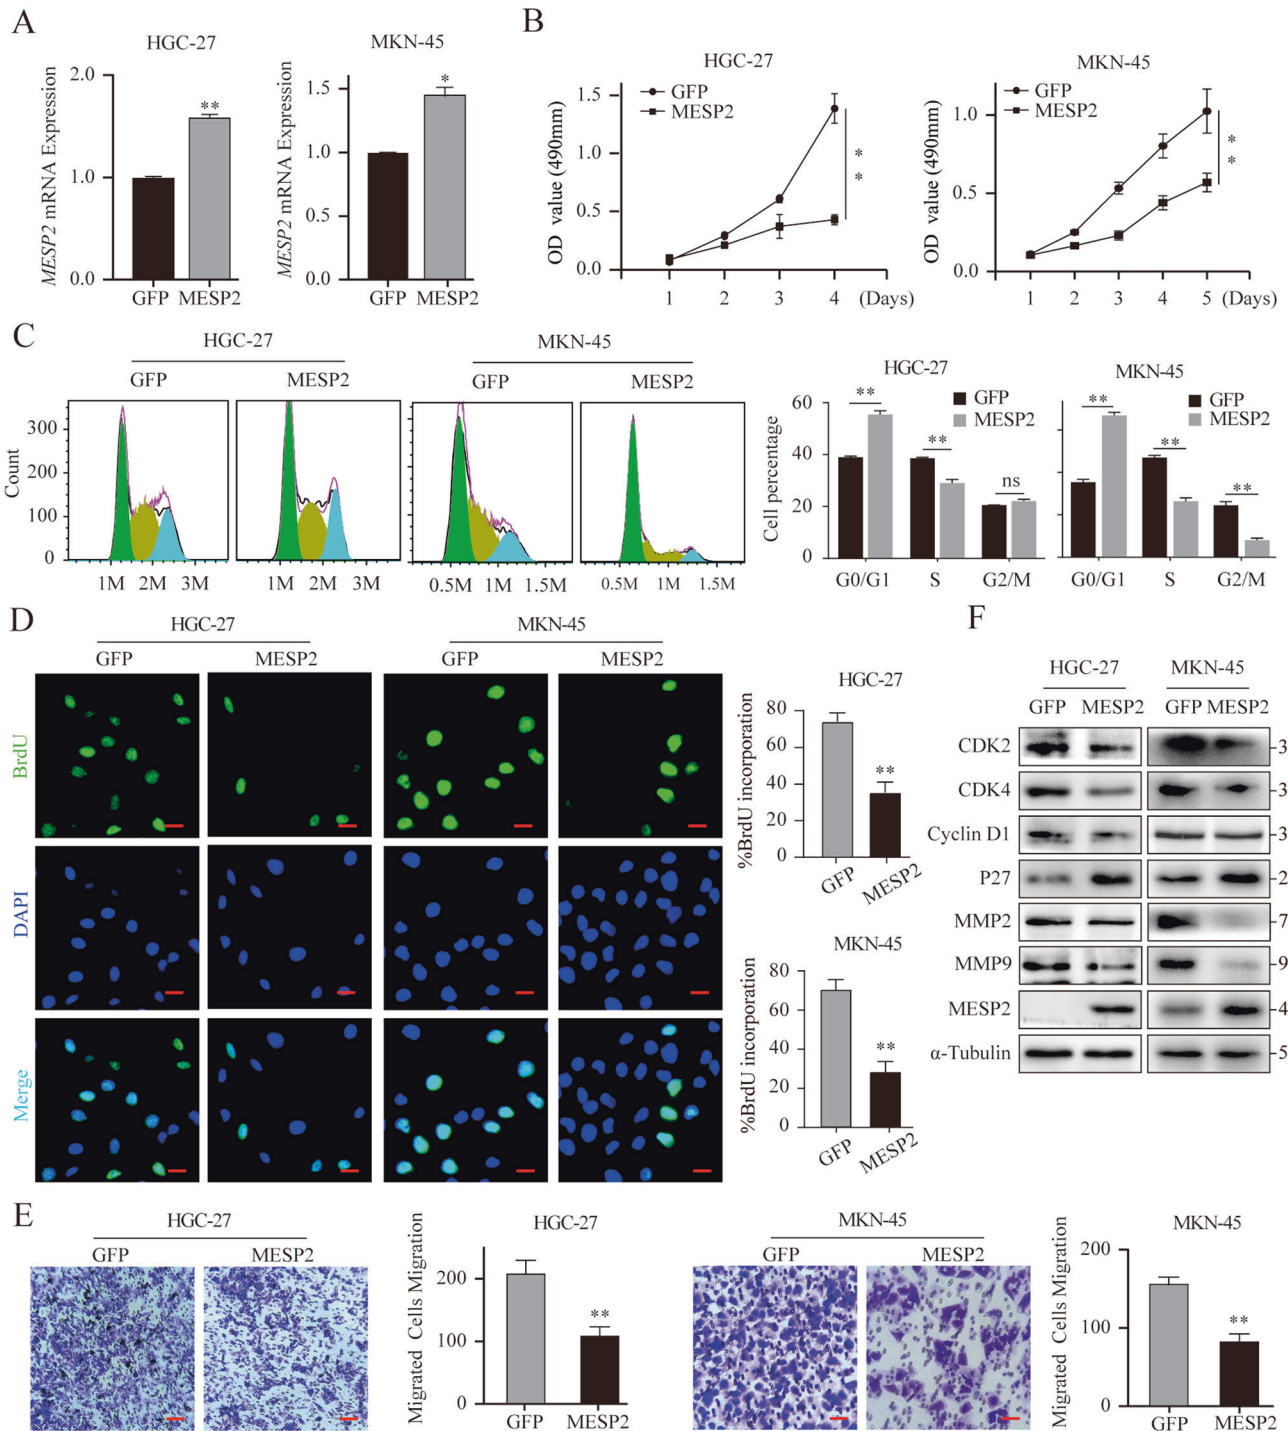 A
HGC-27
MESP2 mRNA Expression
2.0
1.0
0.0
**
GFP MESP2
MKN-45
MESP2 mRNA Expression
1.5
1.0
0.5
0.0
*
GFP MESP2
B
HGC-27
OD value (490mm)
1.5
1.0
0.5
0.0
GFP
MESP2
**
1 2 3 4 (Days)
MKN-45
OD value (490mm)
1.0
0.5
0.0
GFP
MESP2
**
1 2 3 4 5 (Days)
C
HGC-27
GFP MESP2
MKN-45
GFP MESP2
Count
300
200
100
0
1M 2M 3M
1M 2M 3M
0.5M 1M 1.5M
0.5M 1M 1.5M
HGC-27
Cell percentage
60
40
20
0
GFP
MESP2
** ** ns
G0/G1 S G2/M
MKN-45
GFP
MESP2
** ** **
G0/G1 S G2/M
D
HGC-27
GFP MESP2
MKN-45
GFP MESP2
BrdU
DAPI
Merge
HGC-27
%BrdU incorporation
80
60
40
20
0
**
GFP MESP2
MKN-45
%BrdU incorporation
80
60
40
20
0
**
GFP MESP2
F
HGC-27 MKN-45
GFP MESP2 GFP MESP2
CDK2 3
CDK4 3
Cyclin D1 3
P27 2
MMP2 7
MMP9 9
MESP2 4
α-Tubulin 5
E
HGC-27
GFP MESP2
HGC-27
Migrated Cells Migration
200
100
0
**
GFP MESP2
MKN-45
GFP MESP2
MKN-45
Migrated Cells Migration
200
100
0
**
GFP MESP2